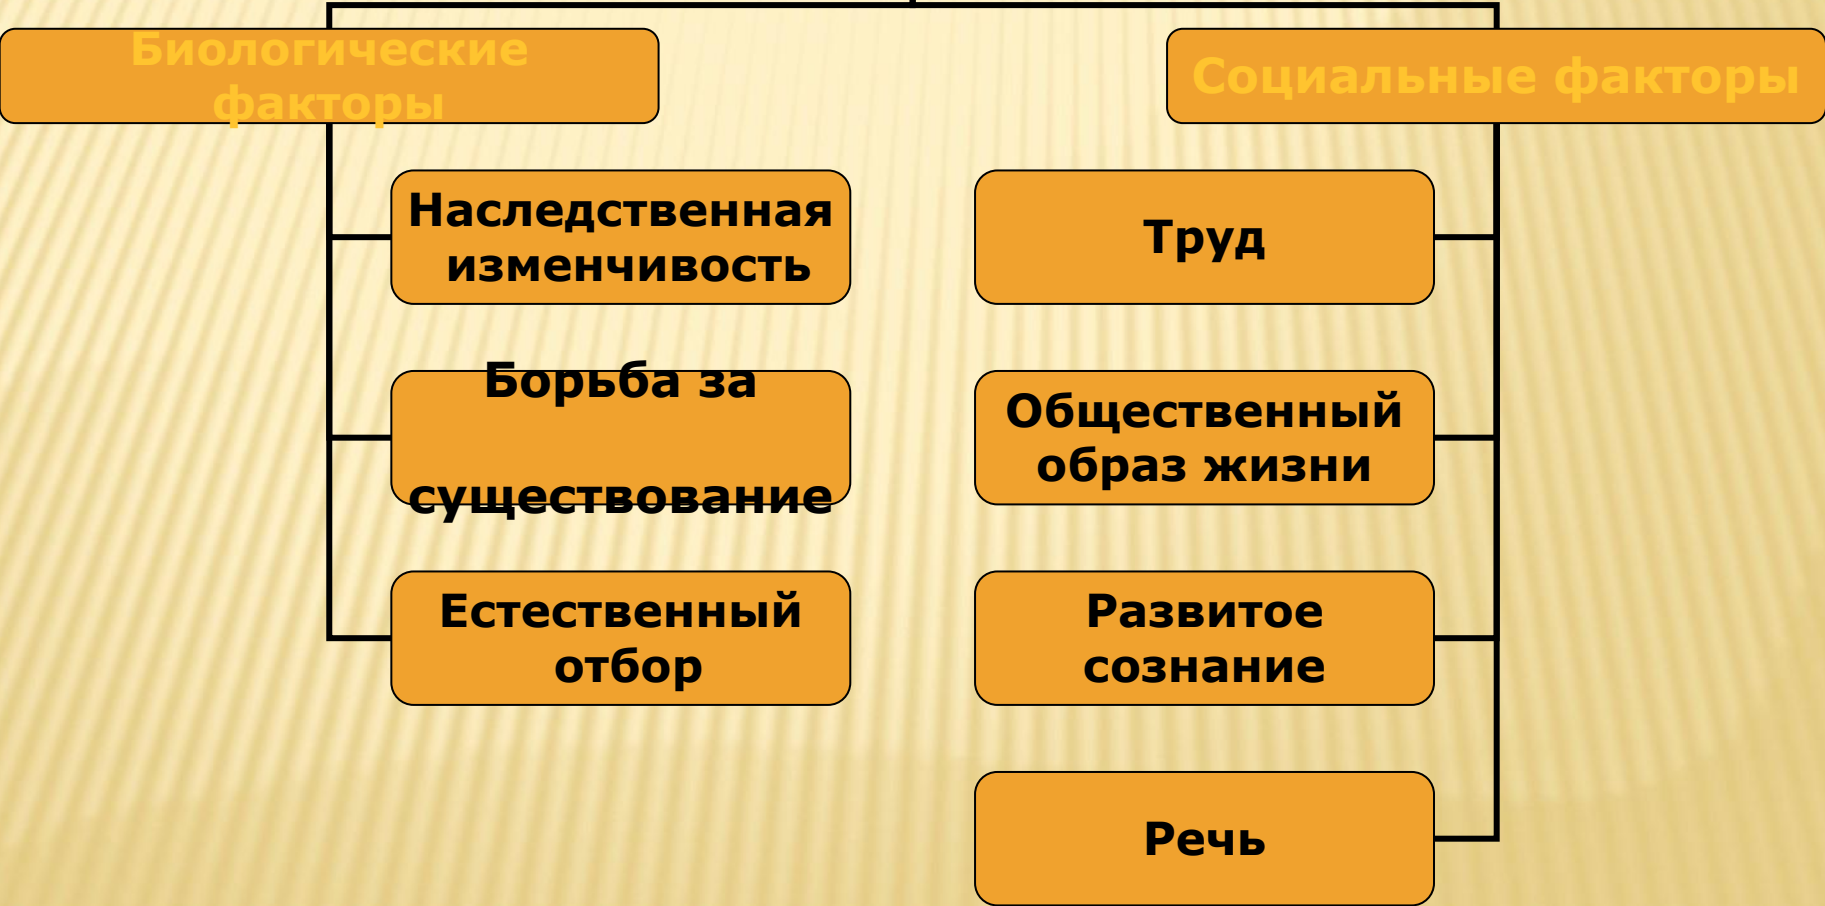 Биологические
факторы
Социальные факторы
Наследственная
изменчивость
Труд
Борьба за
существование
Общественный
образ жизни
Естественный
отбор
Развитое
сознание
Речь